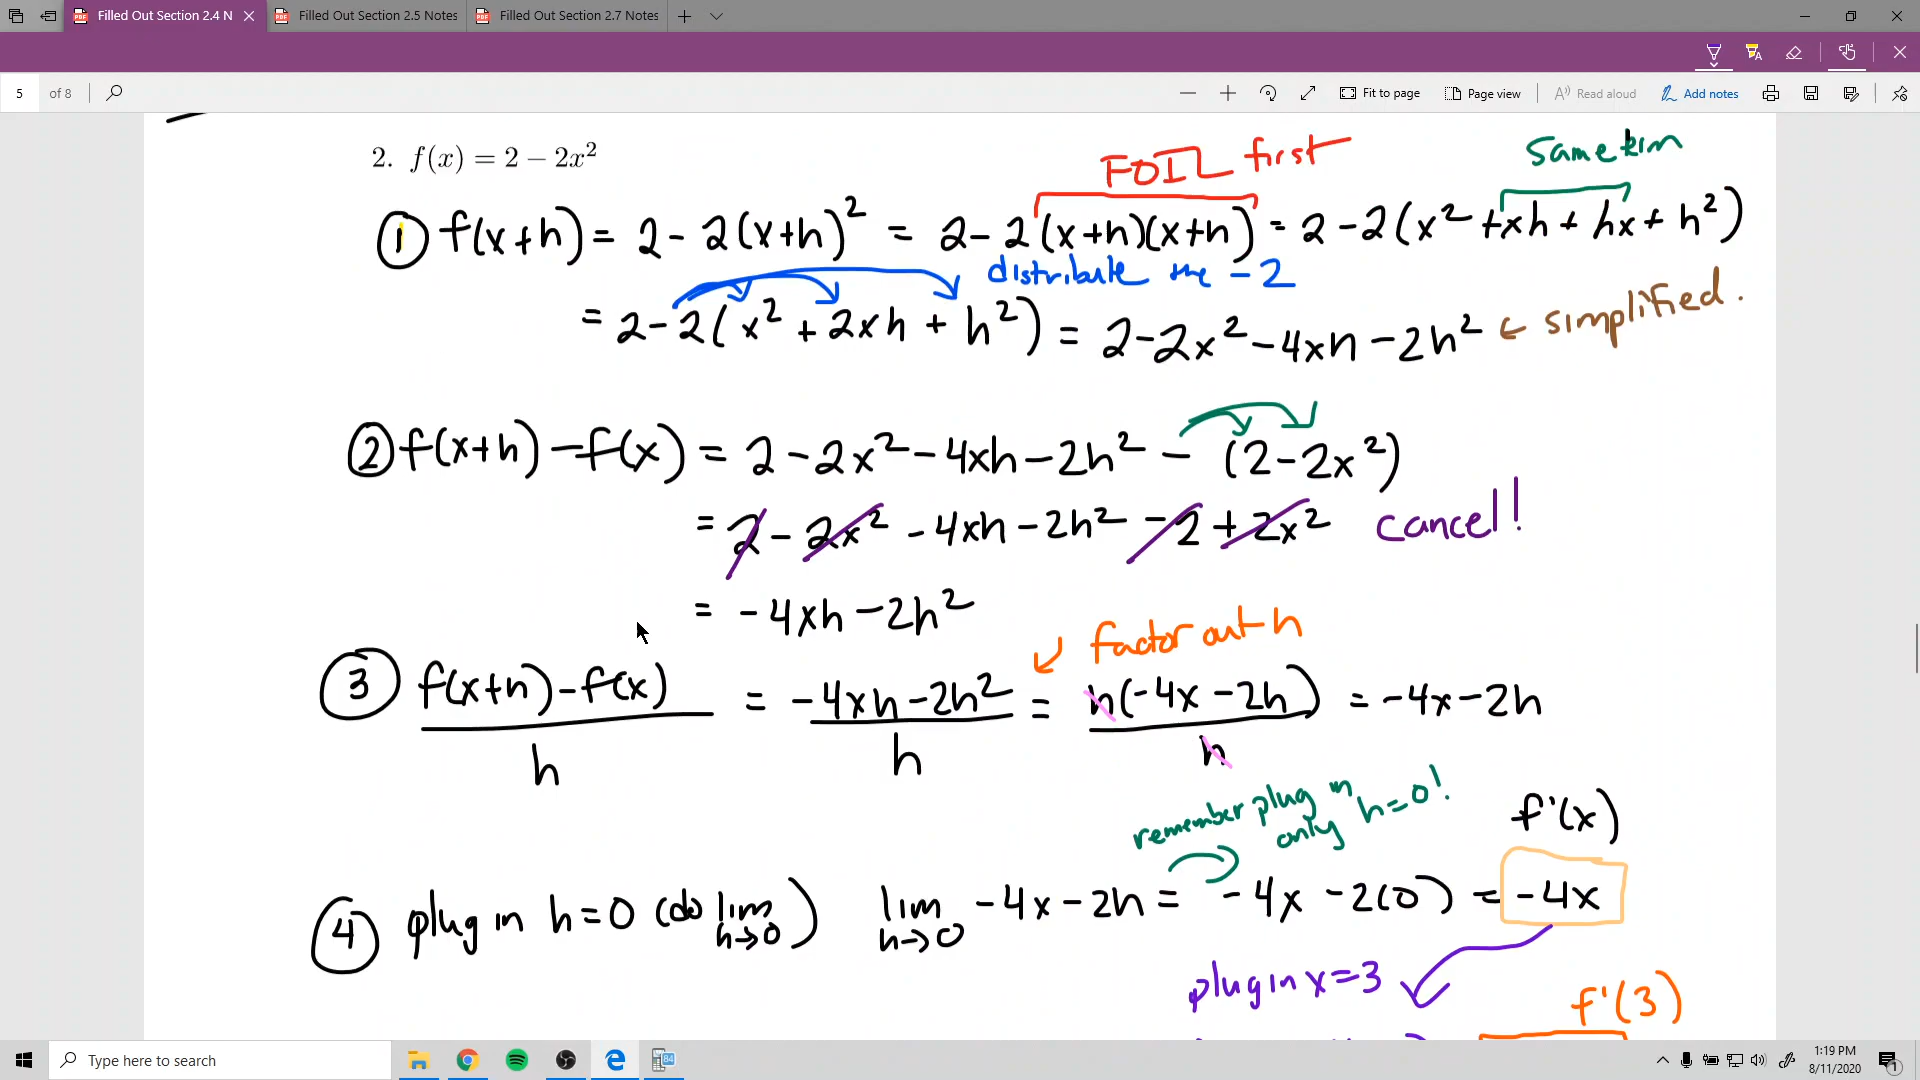 Filled Out Section 2.4 N
Filled Out Section 2.5 Notes
Filled Out Section 2.7 Notes
5 of 8
Fit to page
Page view
Read aloud
Add notes
2. f(x) = 2 − 2x²
FOIL first
same term
① f(x+h) = 2 - 2(x+h)² = 2 - 2(x+h)(x+h) = 2 - 2(x² + xh + hx + h²)
distribute the -2
= 2 - 2(x² + 2xh + h²) = 2 - 2x² - 4xh - 2h² ← simplified.
② f(x+h) - f(x) = 2 - 2x² - 4xh - 2h² - (2 - 2x²)
= 2 - 2x² - 4xh - 2h² - 2 + 2x² cancel!
= -4xh - 2h²
factor out h
③ f(x+h) - f(x) / h = -4xh - 2h² / h = h(-4x - 2h) / h = -4x - 2h
remember plug in only h=0!
f'(x)
④ plug in h=0 (do lim h→0) lim h→0 -4x - 2h = -4x - 2(0) = -4x
plug in x=3
f'(3)
Type here to search
84
1:19 PM
8/11/2020
1